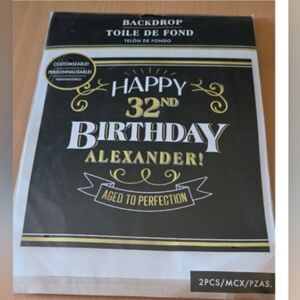 BACKDROP
TOILE DE FOND
TELÓN DE FONDO
CUSTOMIZABLE!
PERSONNALISABLE!
¡PERSONALIZABLE!
HAPPY
32ND
BIRTHDAY
ALEXANDER!
AGED TO PERFECTION
2PCS/MCX/PZAS.